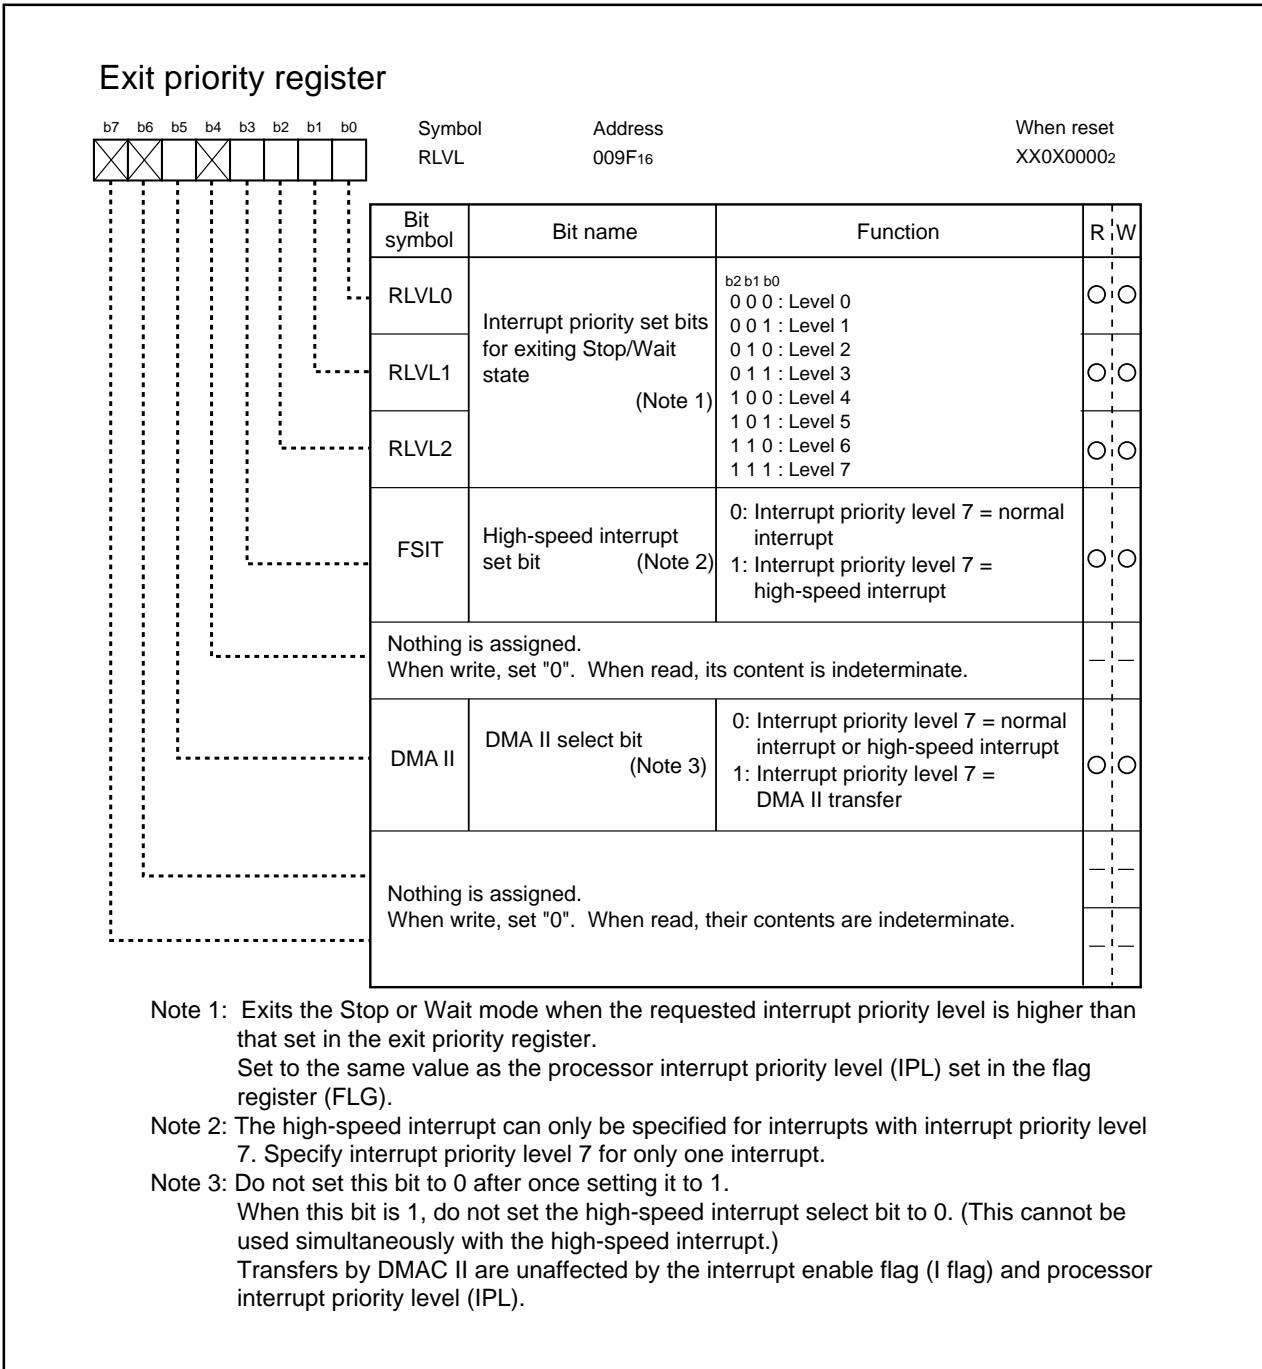 Exit priority register
b7 b6 b5 b4 b3 b2 b1 b0
Symbol Address When reset
RLVL 009F16 XX0X00002
Bit symbol Bit name Function R W
RLVL0
RLVL1
RLVL2
Interrupt priority set bits
for exiting Stop/Wait
state
(Note 1)
b2 b1 b0
0 0 0 : Level 0
0 0 1 : Level 1
0 1 0 : Level 2
0 1 1 : Level 3
1 0 0 : Level 4
1 0 1 : Level 5
1 1 0 : Level 6
1 1 1 : Level 7
FSIT
High-speed interrupt
set bit (Note 2)
0: Interrupt priority level 7 = normal
interrupt
1: Interrupt priority level 7 =
high-speed interrupt
Nothing is assigned.
When write, set "0". When read, its content is indeterminate.
DMA II
DMA II select bit
(Note 3)
0: Interrupt priority level 7 = normal
interrupt or high-speed interrupt
1: Interrupt priority level 7 =
DMA II transfer
Nothing is assigned.
When write, set "0". When read, their contents are indeterminate.
Note 1: Exits the Stop or Wait mode when the requested interrupt priority level is higher than
that set in the exit priority register.
Set to the same value as the processor interrupt priority level (IPL) set in the flag
register (FLG).
Note 2: The high-speed interrupt can only be specified for interrupts with interrupt priority level
7. Specify interrupt priority level 7 for only one interrupt.
Note 3: Do not set this bit to 0 after once setting it to 1.
When this bit is 1, do not set the high-speed interrupt select bit to 0. (This cannot be
used simultaneously with the high-speed interrupt.)
Transfers by DMAC II are unaffected by the interrupt enable flag (I flag) and processor
interrupt priority level (IPL).